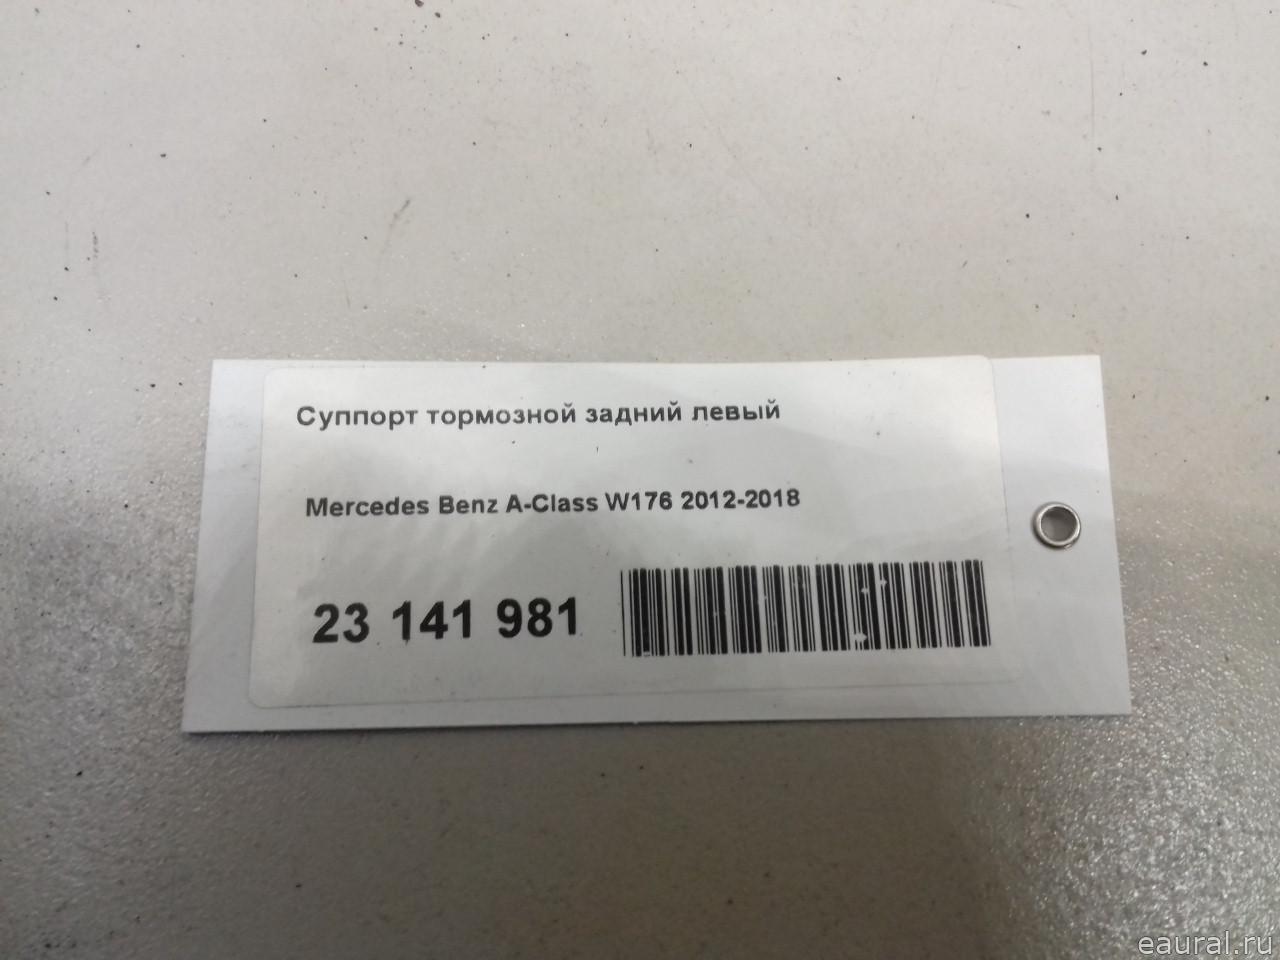 Суппорт тормозной задний левый
Mercedes Benz A-Class W176 2012-2018
23 141 981
eaural.ru